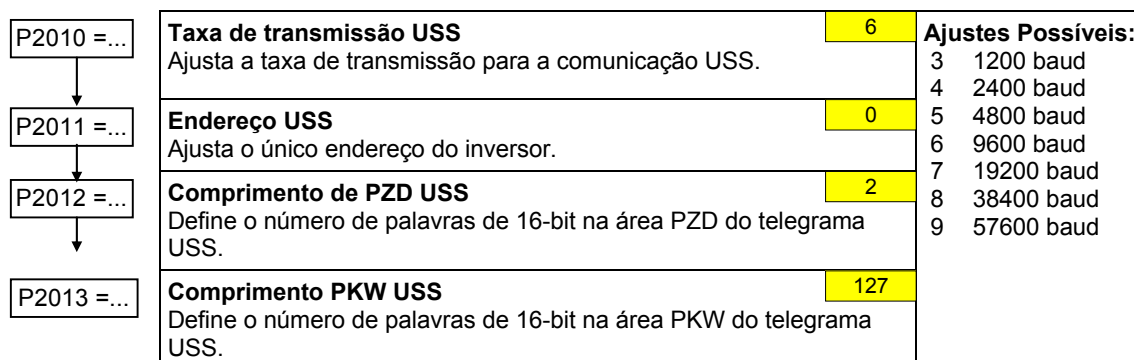 P2010 =...
Taxa de transmissão USS
6
Ajusta a taxa de transmissão para a comunicação USS.
P2011 =...
Endereço USS
0
Ajusta o único endereço do inversor.
P2012 =...
Comprimento de PZD USS
2
Define o número de palavras de 16-bit na área PZD do telegrama
USS.
P2013 =...
Comprimento PKW USS
127
Define o número de palavras de 16-bit na área PKW do telegrama
USS.
Ajustes Possíveis:
3 1200 baud
4 2400 baud
5 4800 baud
6 9600 baud
7 19200 baud
8 38400 baud
9 57600 baud